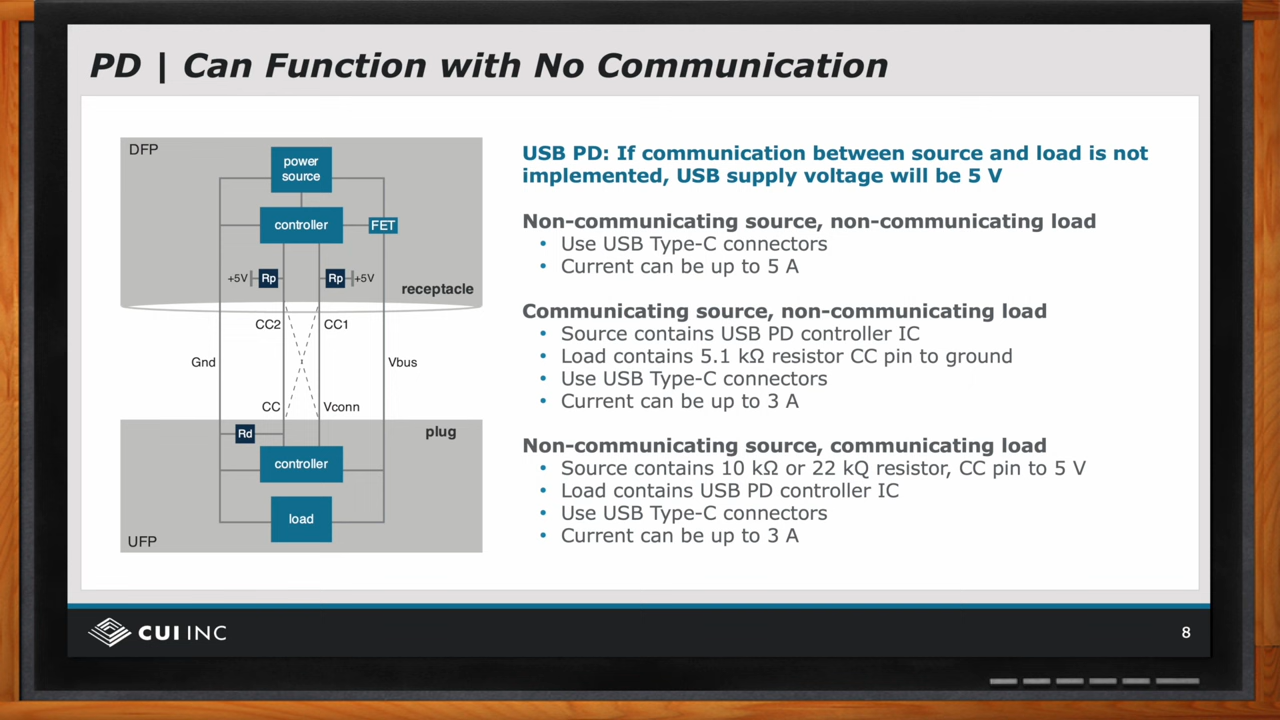 PD | Can Function with No Communication
DFP
power
source
controller
FET
+5V
Rp
Rp
+5V
receptacle
CC2
CC1
Gnd
Vbus
CC
Vconn
Rd
plug
controller
load
UFP
USB PD: If communication between source and load is not
implemented, USB supply voltage will be 5 V
Non-communicating source, non-communicating load
• Use USB Type-C connectors
• Current can be up to 5 A
Communicating source, non-communicating load
• Source contains USB PD controller IC
• Load contains 5.1 kΩ resistor CC pin to ground
• Use USB Type-C connectors
• Current can be up to 3 A
Non-communicating source, communicating load
• Source contains 10 kΩ or 22 kQ resistor, CC pin to 5 V
• Load contains USB PD controller IC
• Use USB Type-C connectors
• Current can be up to 3 A
CUI INC
8